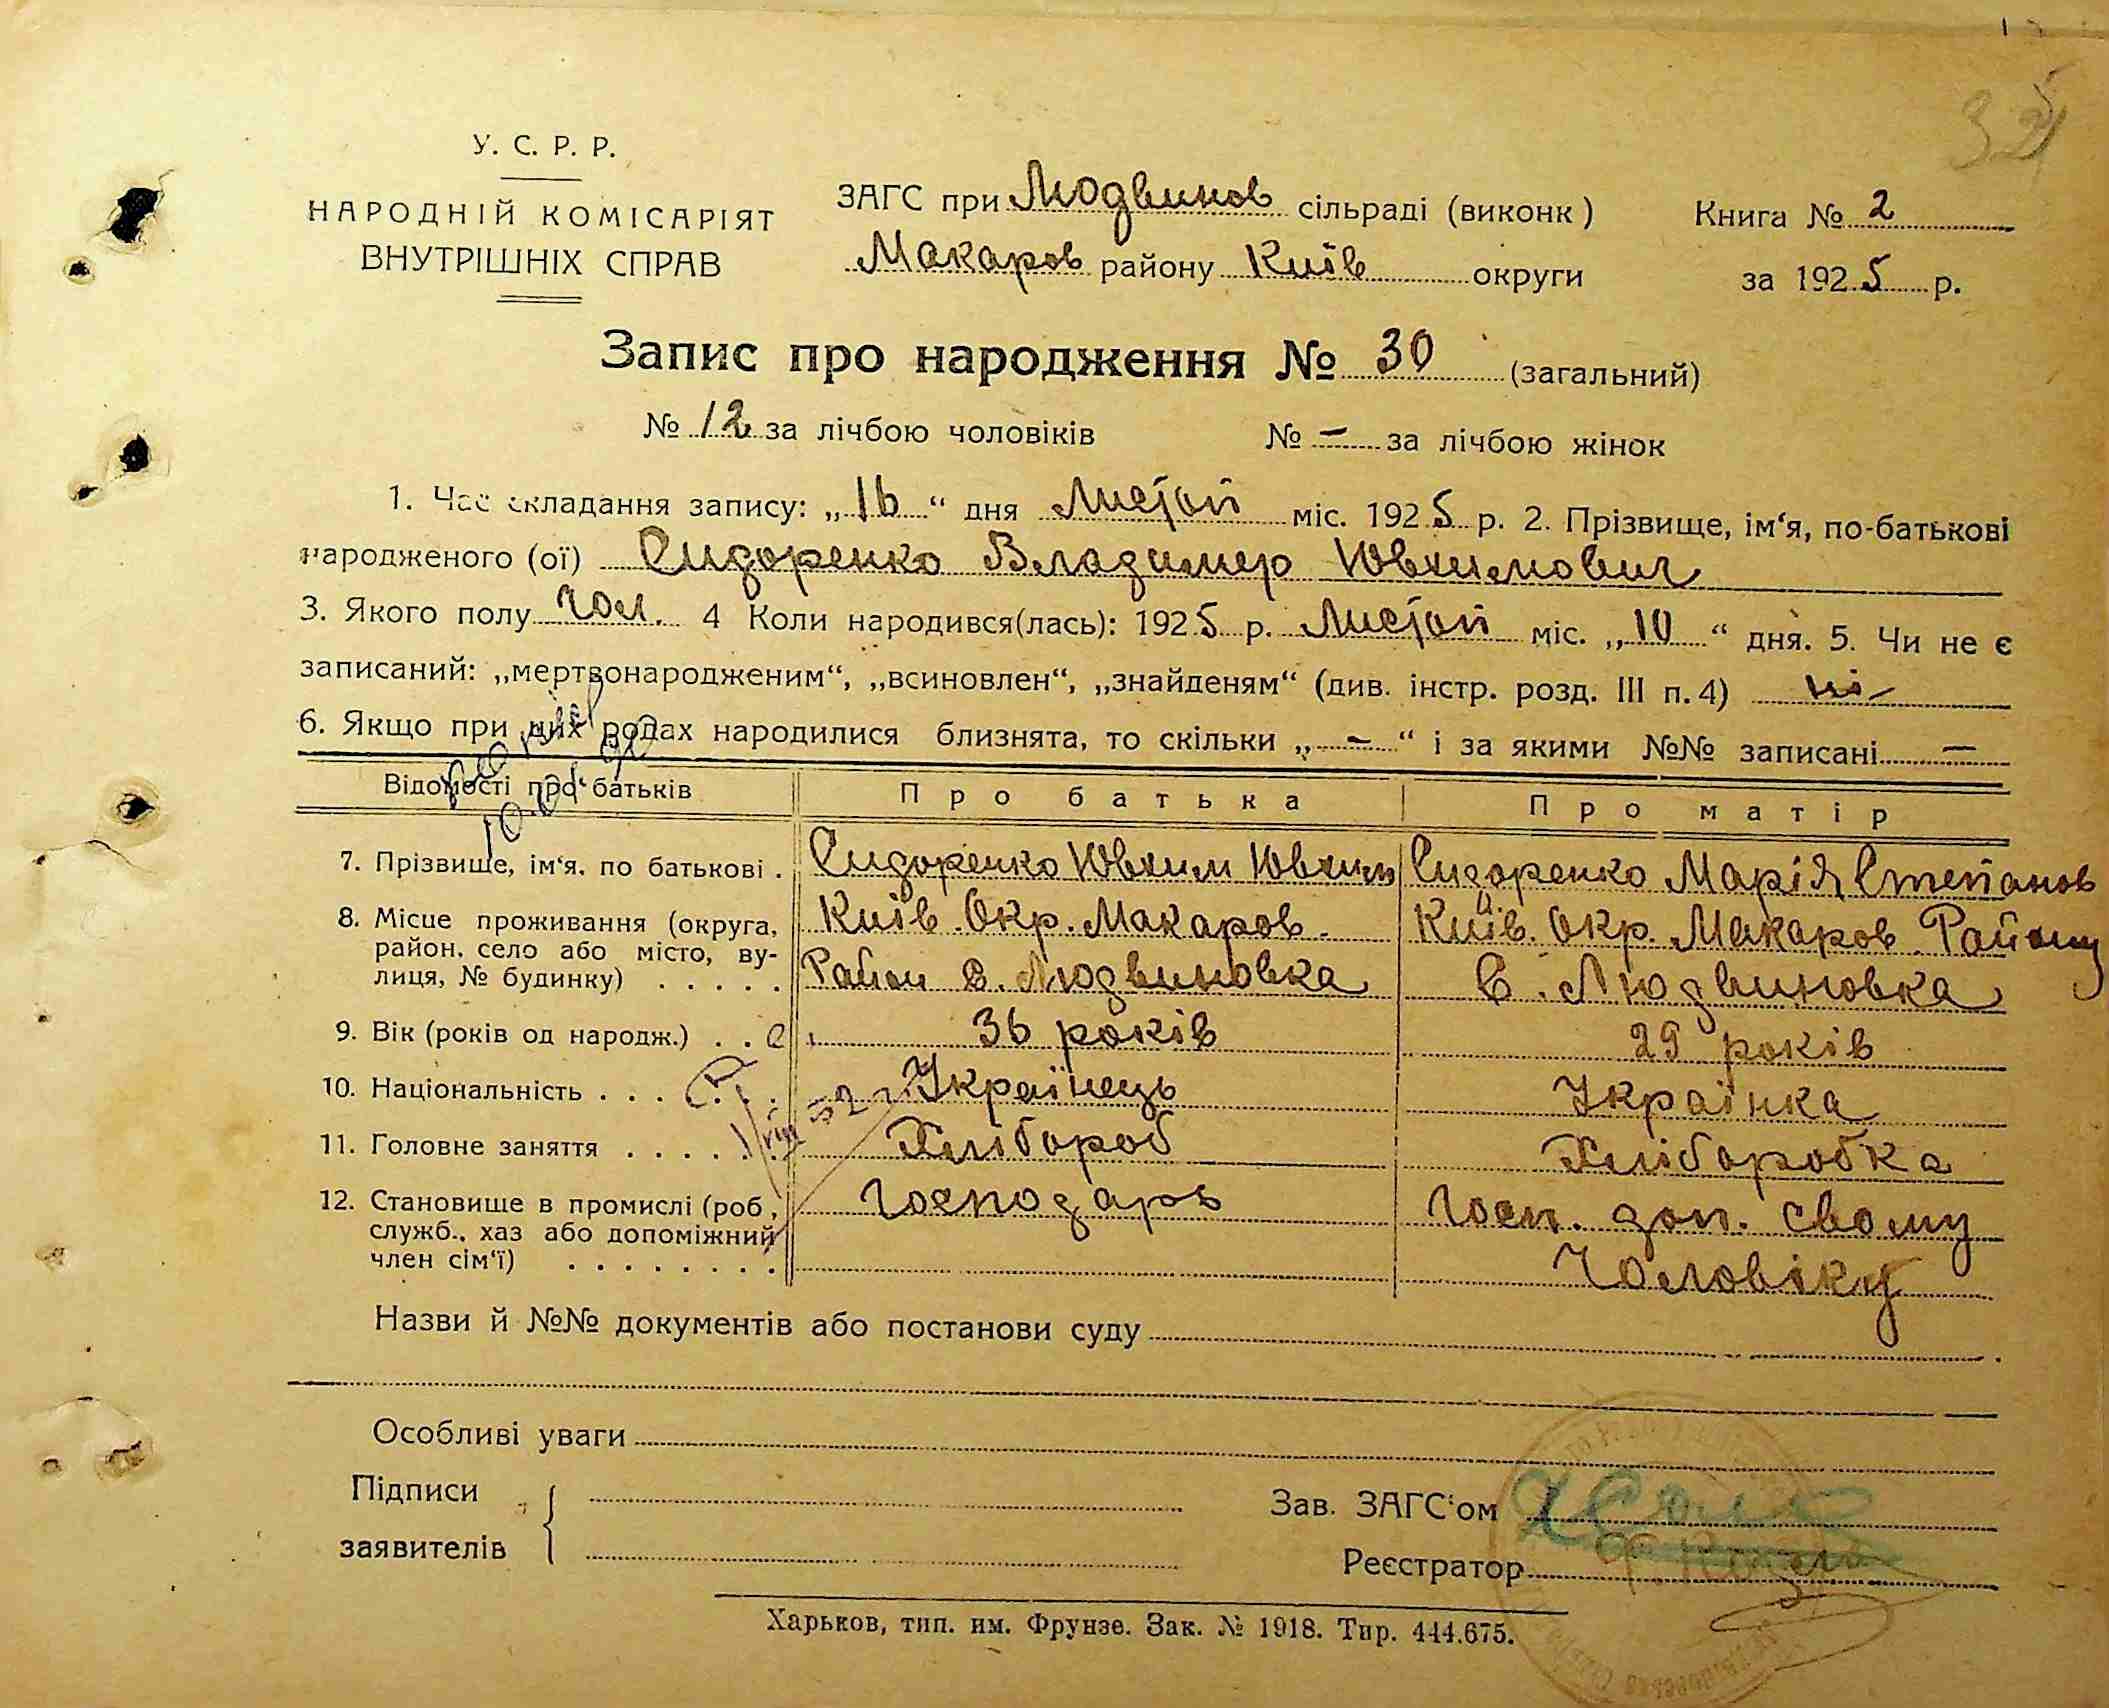 У. С. Р. Р.
НАРОДНІЙ КОМІСАРІЯТ
ВНУТРІШНІХ СПРАВ
ЗАГС при Людвинов сільраді (виконк)
Макаров району Київ округи
Книга № 2
за 1925 р.
Запис про народження № 30 (загальний)
№ 12 за лічбою чоловіків № — за лічбою жінок
1. Час складання запису: „16“ дня Листоп міс. 1925 р. 2. Прізвище, ім‘я, по-батькові
народженого (ої) Сидоренко Владимер Ювхимович
3. Якого полу чол. 4 Коли народився(лась): 1925 р. Листоп міс. „10“ дня. 5. Чи не є
записаний: „мертвонародженим“, „всиновлен“, „знайденям“ (див. інстр. розд. III п. 4) ні
6. Якщо при цих родах народилися близнята, то скільки „—“ і за якими №№ записані —
Відомості про батьків Про батька Про матір
7. Прізвище, ім‘я. по батькові . Сидоренко Ювхим Ювхим Сидоренко Марія Степанов
8. Місце проживання (округа, Київ. Окр. Макаров. Київ. Окр. Макаров. Району
район. село або місто, ву-
лиця, № будинку) . . . . . Район С. Людвиновка С. Людвиновка
9. Вік (років од народж.) . . 36 років 29 років
10. Національність . . . Українець Українка
11. Головне заняття . . . . . . Хлібороб Хліборобка
12. Становище в промислі (роб, Господарь Госп. доп. свому
служб., хаз або допоміжний
член сім‘ї) . . . . . . . . Чоловіку
Назви й №№ документів або постанови суду
Особливі уваги
Підписи
заявителів
Зав. ЗАГС‘ом
Реєстратор
Харьков, тип. им. Фрунзе. Зак. № 1918. Тир. 444.675.